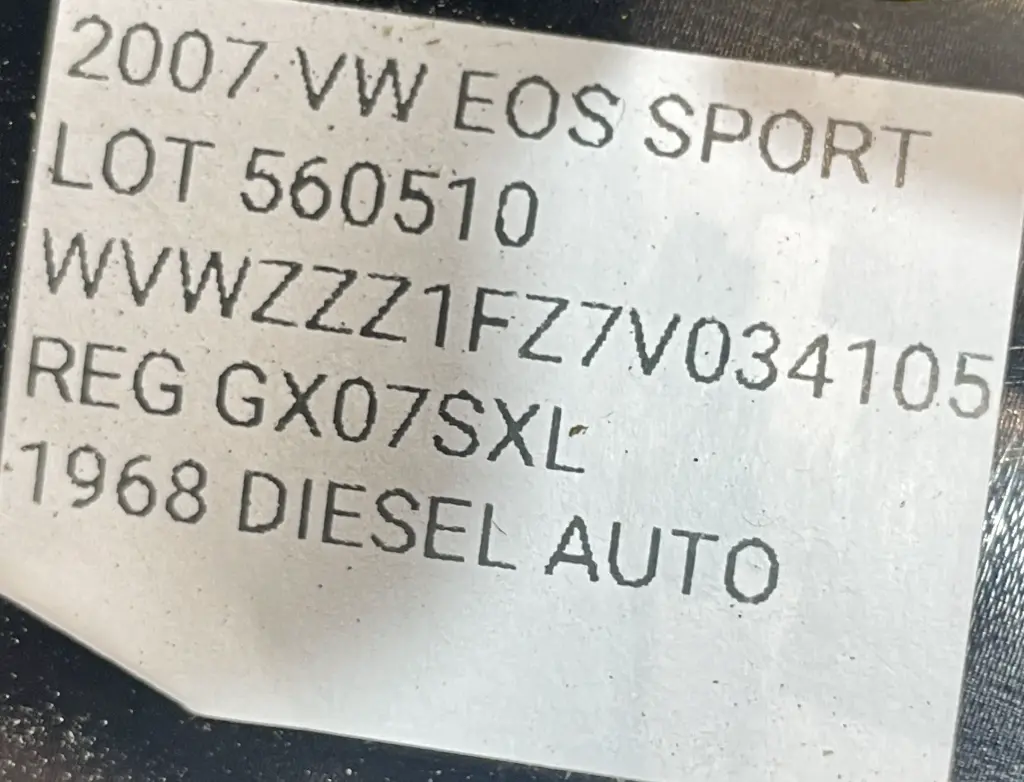 2007 VW EOS SPORT
LOT 560510
WVWZZZ1FZ7V034105
REG GX07SXL
1968 DIESEL AUTO